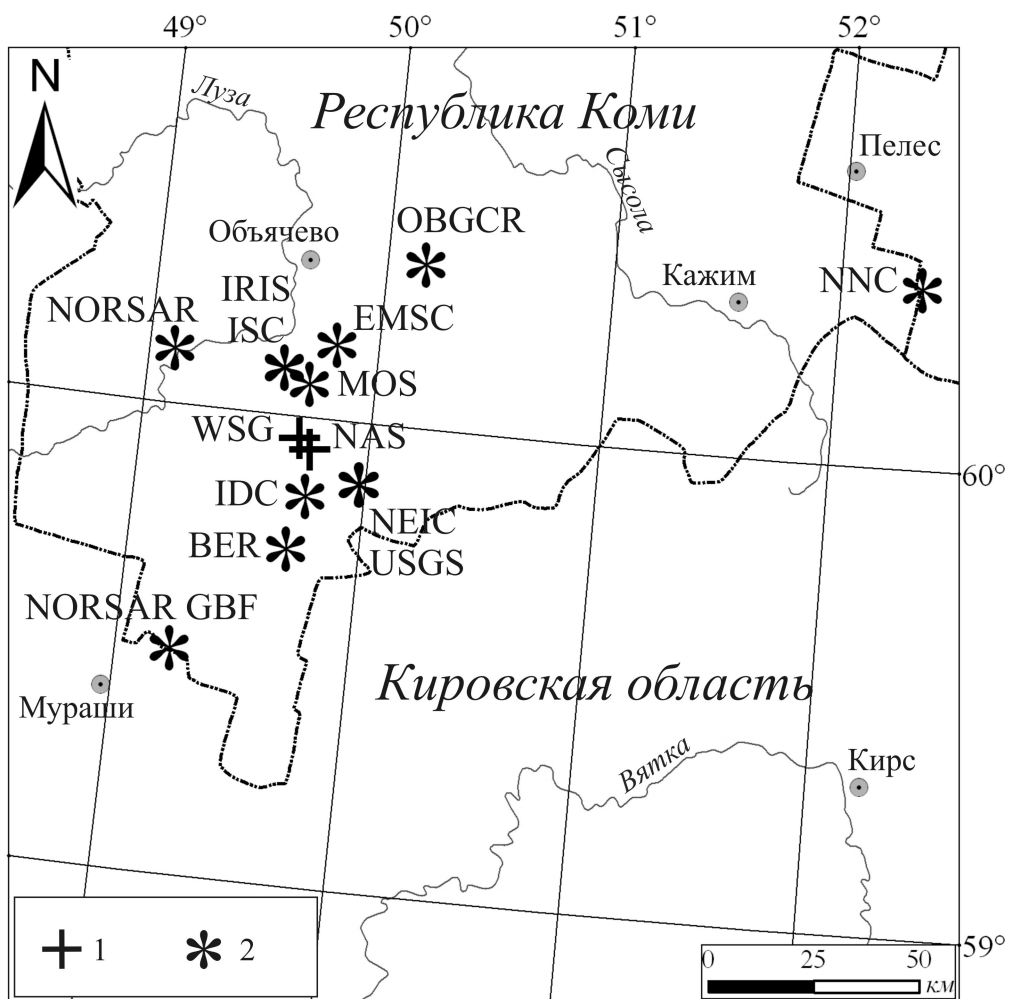 49° 50° 51° 52°
N
Луза
Республика Коми
Пелес
Сысола
OBGCR
Объячево
Кажим
NNC
IRIS
NORSAR
ISC
EMSC
MOS
WSG
NAS
60°
IDC
NEIC
BER
USGS
NORSAR GBF
Кировская область
Мураши
Вятка
Кирс
59°
1 2
0 25 50
км